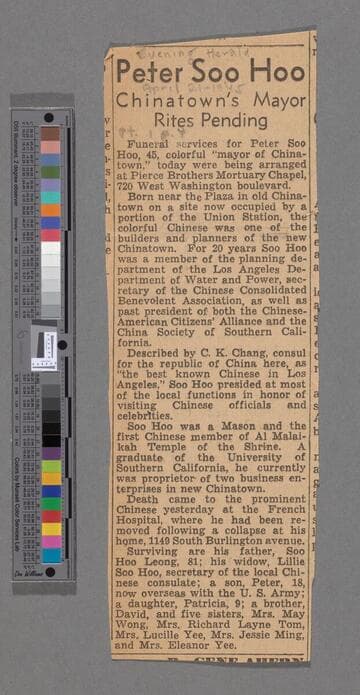 Evening Herald
Peter Soo Hoo
April 21-1945
Chinatown's Mayor
Rites Pending
Pt. 1 p. 4
Funeral services for Peter Soo
Hoo, 45, colorful "mayor of China-
town," today were being arranged
at Pierce Brothers Mortuary Chapel,
720 West Washington boulevard.
Born near the Plaza in old China-
town on a site now occupied by a
portion of the Union Station, the
colorful Chinese was one of the
builders and planners of the new
Chinatown. For 20 years Soo Hoo
was a member of the planning de-
partment of the Los Angeles De-
partment of Water and Power, sec-
retary of the Chinese Consolidated
Benevolent Association, as well as
past president of both the Chinese-
American Citizens' Alliance and the
China Society of Southern Cali-
fornia.
Described by C. K. Chang, consul
for the republic of China here, as
"the best known Chinese in Los
Angeles," Soo Hoo presided at most
of the local functions in honor of
visiting Chinese officials and
celebrities.
Soo Hoo was a Mason and the
first Chinese member of Al Malai-
kah Temple of the Shrine. A
graduate of the University of
Southern California, he currently
was proprietor of two business en-
terprises in new Chinatown.
Death came to the prominent
Chinese yesterday at the French
Hospital, where he had been re-
moved following a collapse at his
home, 1149 South Burlington avenue.
Surviving are his father, Soo
Hoo Leong, 81; his widow, Lillie
Soo Hoo, secretary of the local Chi-
nese consulate; a son, Peter, 18,
now overseas with the U. S. Army;
a daughter, Patricia, 9; a brother,
David, and five sisters, Mrs. May
Wong, Mrs. Richard Layne Tom,
Mrs. Lucille Yee, Mrs. Jessie Ming,
and Mrs. Eleanor Yee.
GENE AHERN
Colors by Munsell Color Services Lab